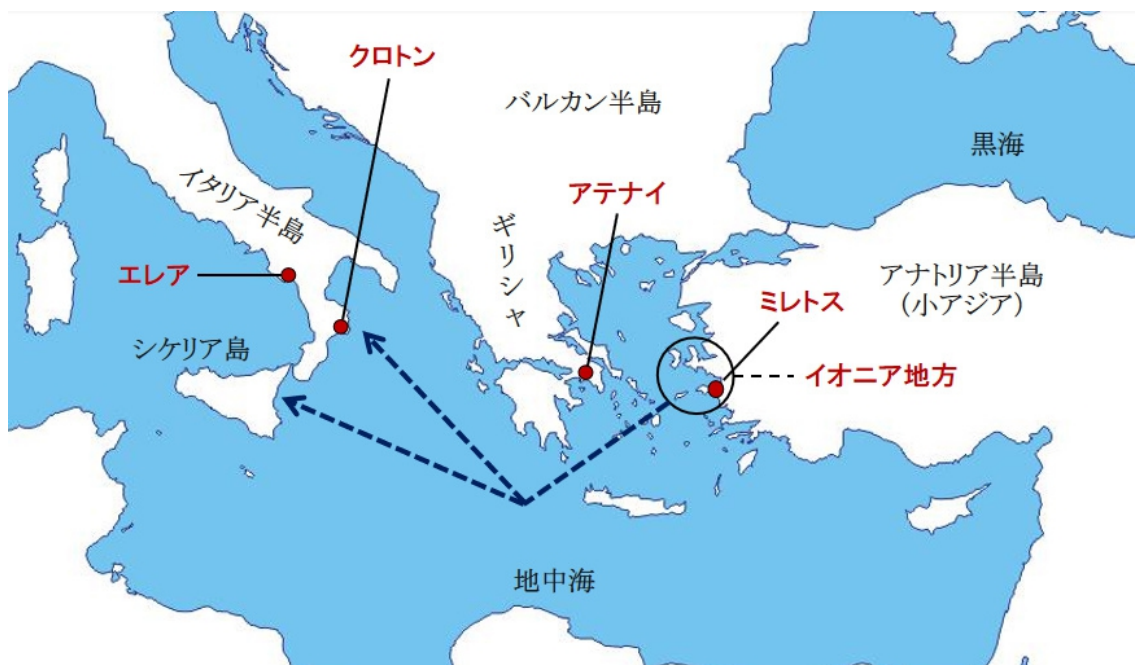 クロトン
バルカン半島
黒海
イタリア半島
アテナイ
ギリシャ
エレア
アナトリア半島
(小アジア)
ミレトス
シケリア島
イオニア地方
地中海